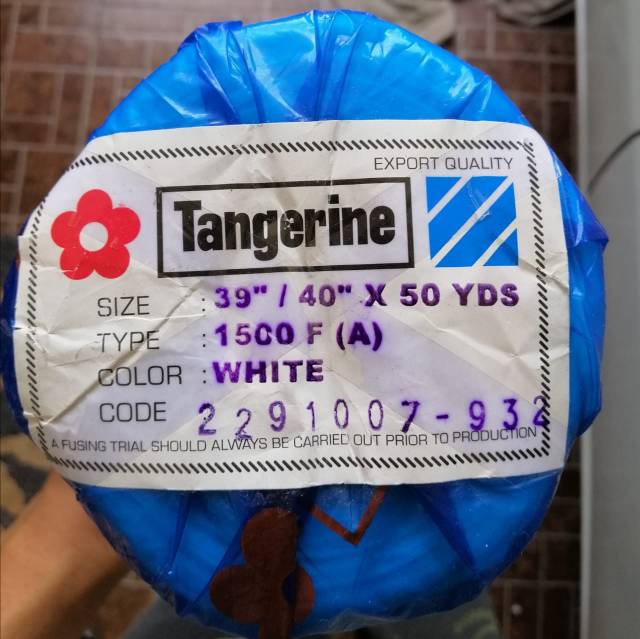 EXPORT QUALITY
Tangerine
SIZE : 39" / 40" X 50 YDS
TYPE : 1500 F (A)
COLOR : WHITE
CODE 2291007-932
A FUSING TRIAL SHOULD ALWAYS BE CARRIED OUT PRIOR TO PRODUCTION